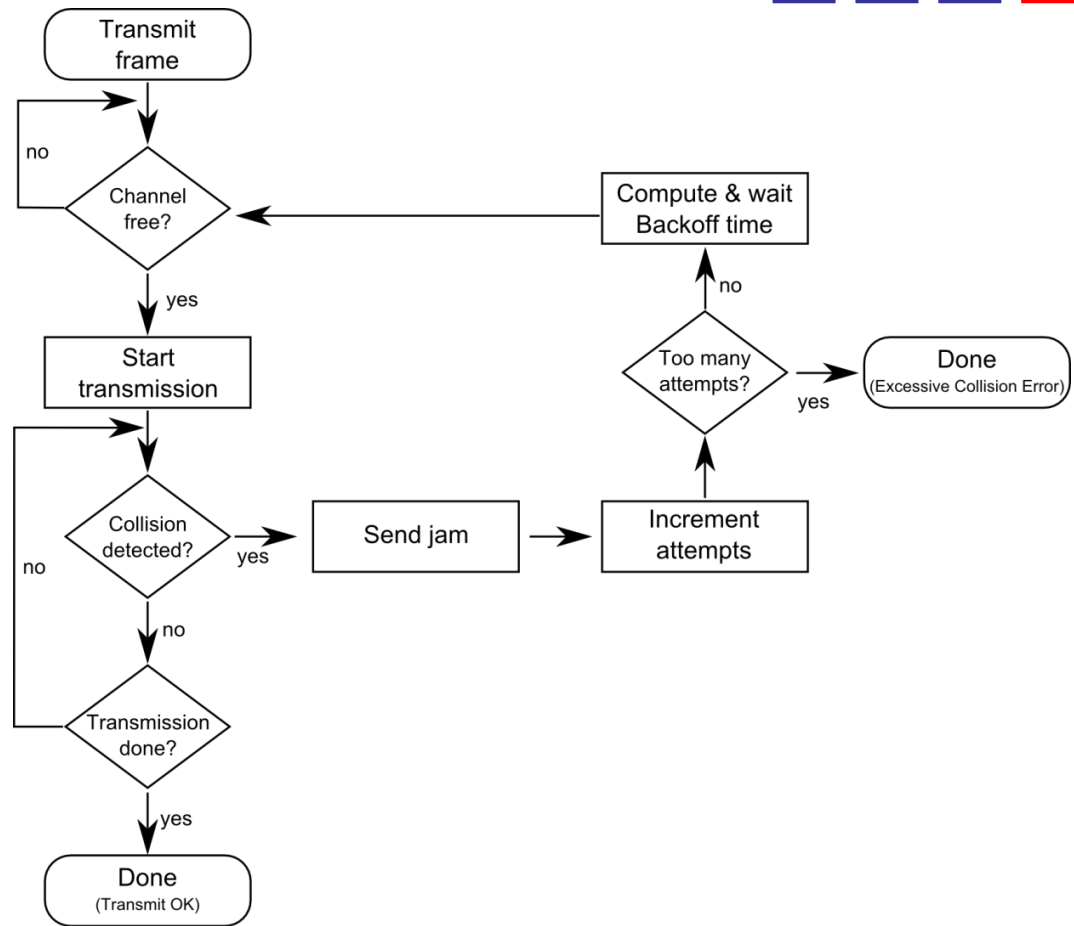 Transmit
frame
no
Channel
free?
yes
Start
transmission
Collision
detected?
yes
no
no
Transmission
done?
yes
Done
(Transmit OK)
Send jam
Increment
attempts
Too many
attempts?
no
yes
Compute & wait
Backoff time
Done
(Excessive Collision Error)